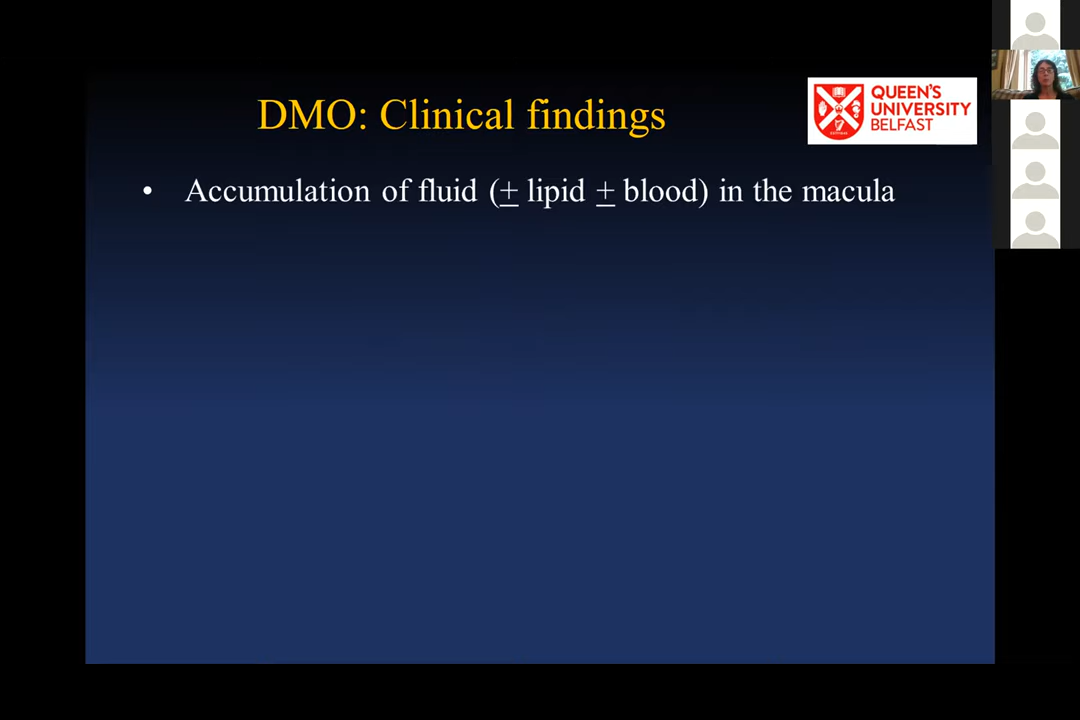 DMO: Clinical findings
QUEEN'S
UNIVERSITY
BELFAST
• Accumulation of fluid (± lipid ± blood) in the macula